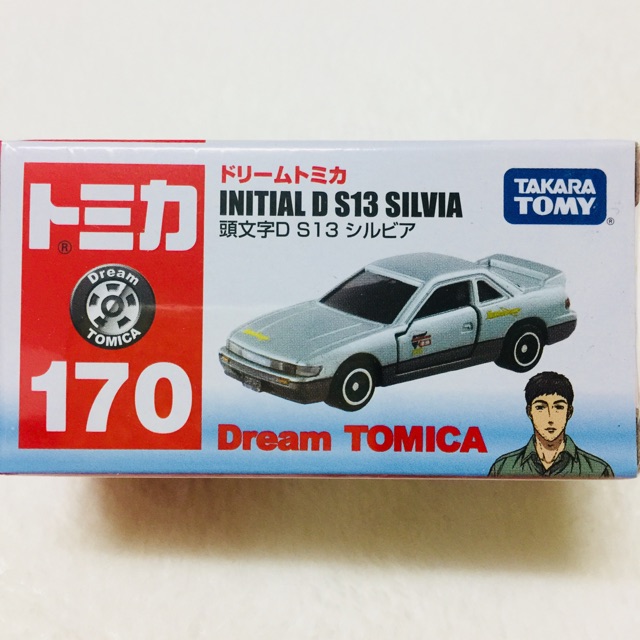 トミカ
®
Dream
TOMICA
170
ドリームトミカ
INITIAL D S13 SILVIA
頭文字D S13 シルビア
TAKARA
TOMY
®
Dream TOMICA